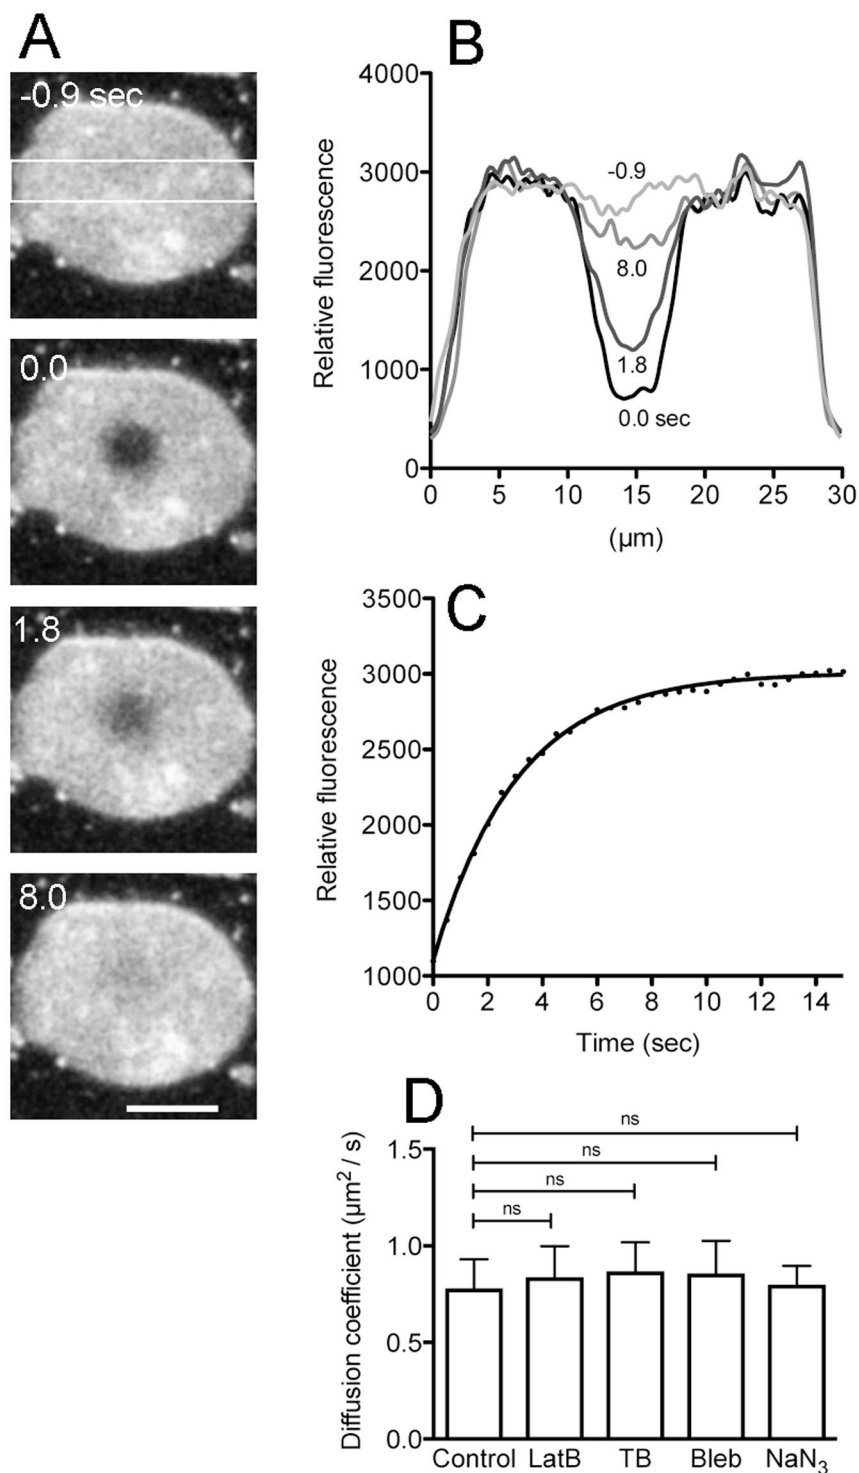 A
-0.9 sec
0.0
1.8
8.0
B
Relative fluorescence
4000
3000
2000
1000
0
-0.9
8.0
1.8
0.0 sec
0 5 10 15 20 25 30
(µm)
C
Relative fluorescence
3500
3000
2500
2000
1500
1000
0 2 4 6 8 10 12 14
Time (sec)
D
Diffusion coefficient (µm² / s)
1.5
1.0
0.5
0.0
ns
ns
ns
ns
Control LatB TB Bleb NaN₃